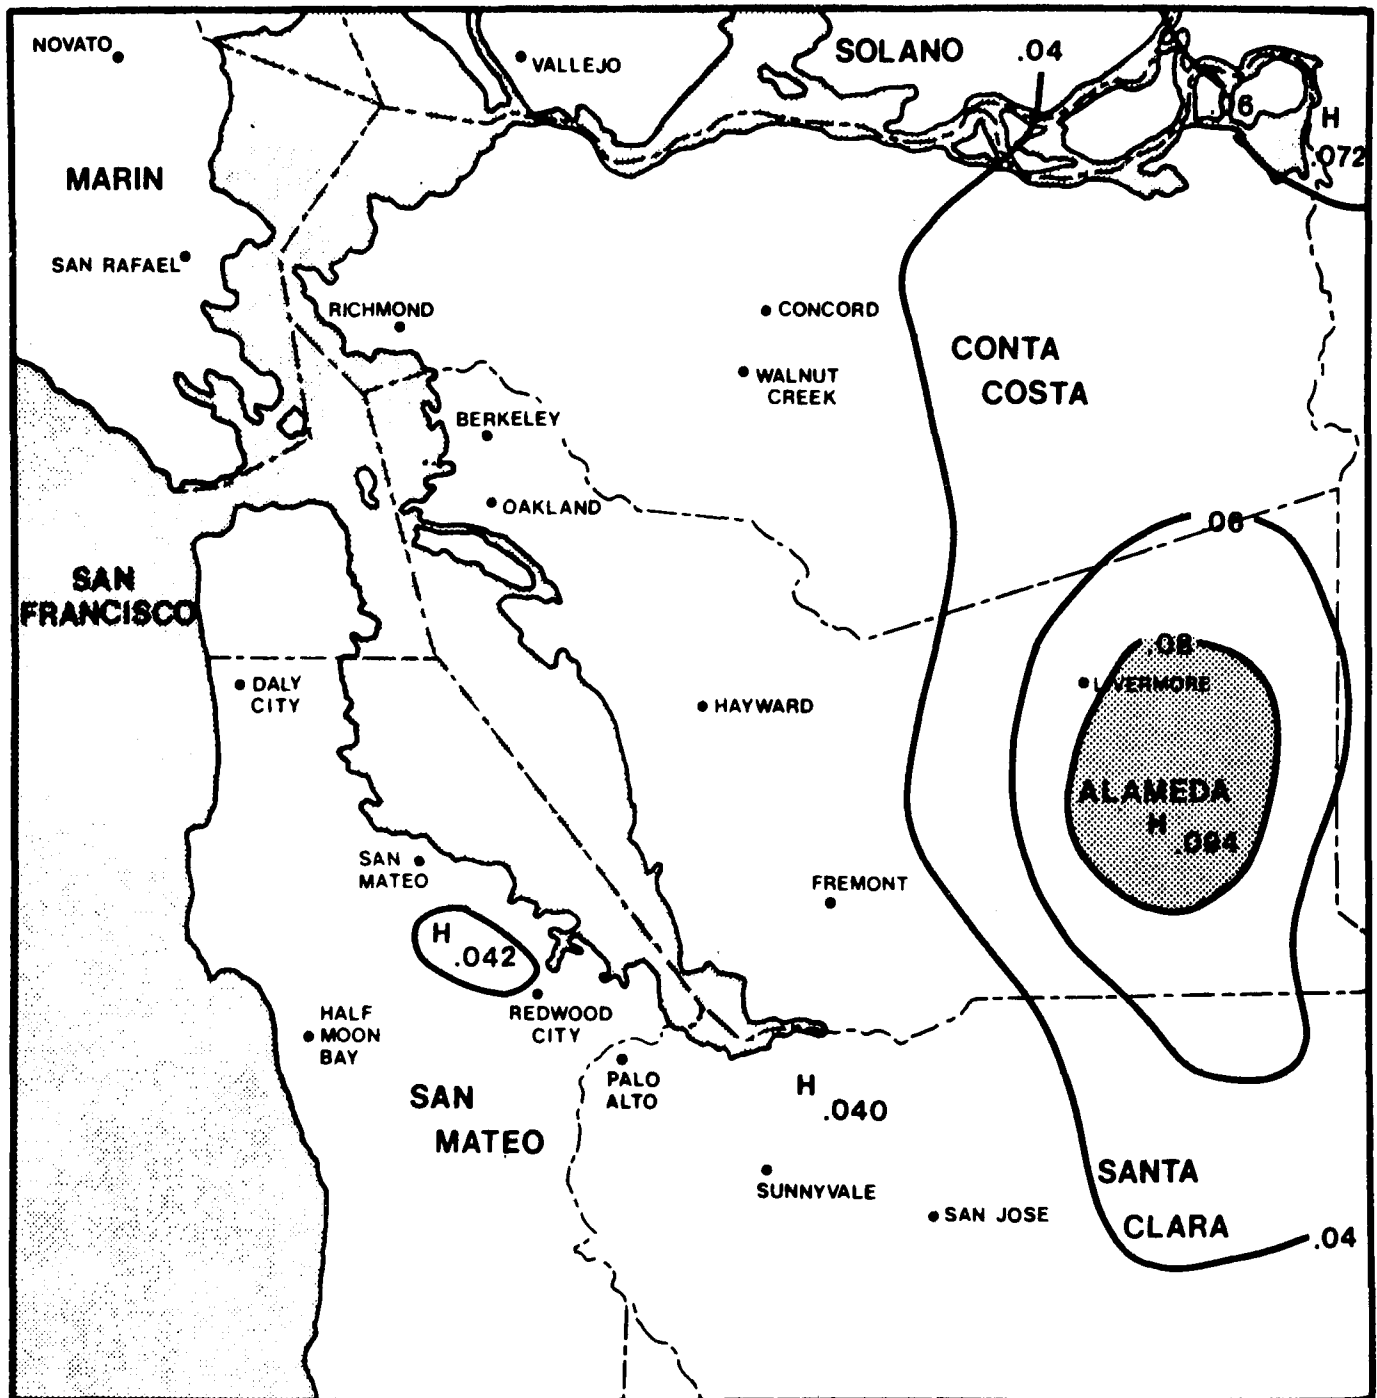 NOVATO
VALLEJO
SOLANO
.04
.06
H
.072
MARIN
SAN RAFAEL
RICHMOND
CONCORD
CONTA
COSTA
WALNUT
CREEK
BERKELEY
OAKLAND
.06
SAN
FRANCISCO
.08
DALY
CITY
LIVERMORE
HAYWARD
ALAMEDA
H
.094
SAN
MATEO
FREMONT
H
.042
REDWOOD
CITY
HALF
MOON
BAY
PALO
ALTO
H
.040
SAN
MATEO
SUNNYVALE
SANTA
CLARA
SAN JOSE
.04